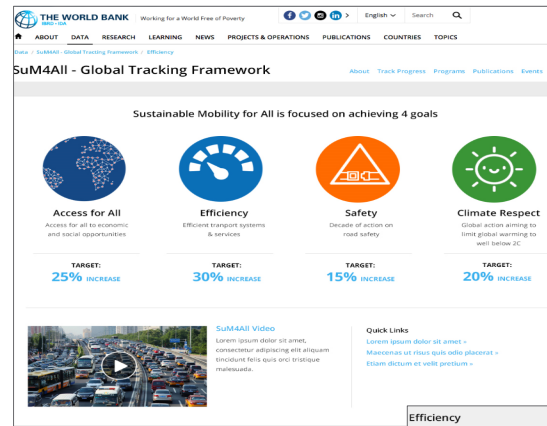 THE WORLD BANK
IBRD • IDA
Working for a World Free of Poverty
English
Search
ABOUT DATA RESEARCH LEARNING NEWS PROJECTS & OPERATIONS PUBLICATIONS COUNTRIES TOPICS
Data / SuM4All - Global Tracking Framework / Efficiency
SuM4All - Global Tracking Framework
About Track Progress Programs Publications Events
Sustainable Mobility for All is focused on achieving 4 goals
Access for All
Access for all to economic
and social opportunities
TARGET:
25% INCREASE
Efficiency
Efficient tranport systems
& services
TARGET:
30% INCREASE
Safety
Decade of action on
road safety
TARGET:
15% INCREASE
Climate Respect
Global action aiming to
limit global warming to
well below 2C
TARGET:
20% INCREASE
SuM4All Video
Lorem ipsum dolor sit amet,
consectetur adipiscing elit aliquam
tincidunt felis quis orci tristique
malesuada.
Quick Links
Lorem ipsum dolor sit amet »
Maecenas ut risus quis odio placerat »
Etiam dictum et velit pretium »
Efficiency